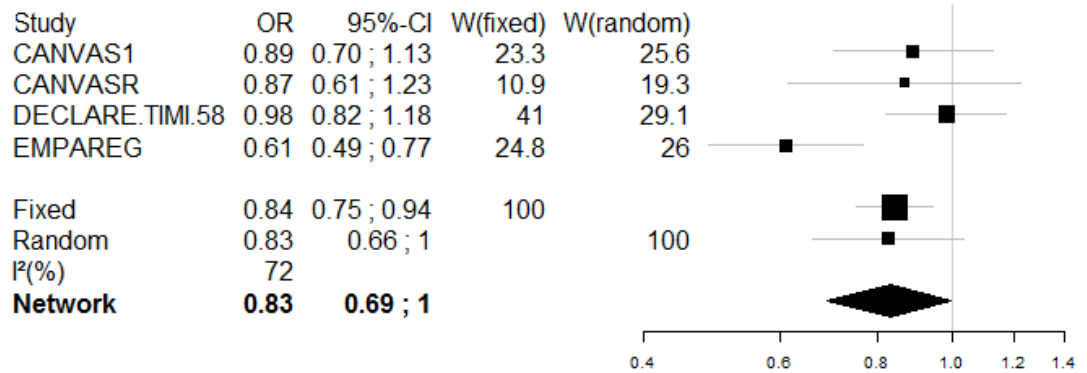 Study OR 95%-CI W(fixed) W(random)
CANVAS1 0.89 0.70 ; 1.13 23.3 25.6
CANVASR 0.87 0.61 ; 1.23 10.9 19.3
DECLARE.TIMI.58 0.98 0.82 ; 1.18 41 29.1
EMPAREG 0.61 0.49 ; 0.77 24.8 26
Fixed 0.84 0.75 ; 0.94 100
Random 0.83 0.66 ; 1 100
I²(%) 72
Network 0.83 0.69 ; 1
0.4 0.6 0.8 1.0 1.2 1.4